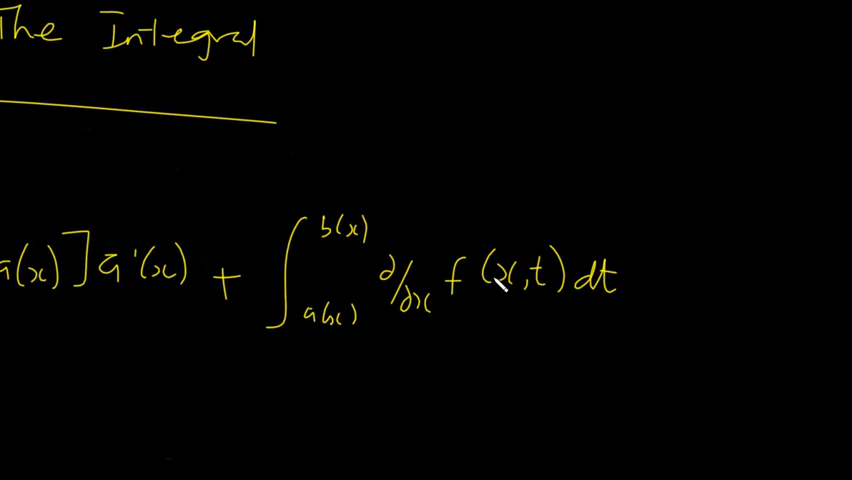 The Integral
a(x)] a'(x) + ∫_{a(x)}^{b(x)} ∂/∂x f (x,t) dt